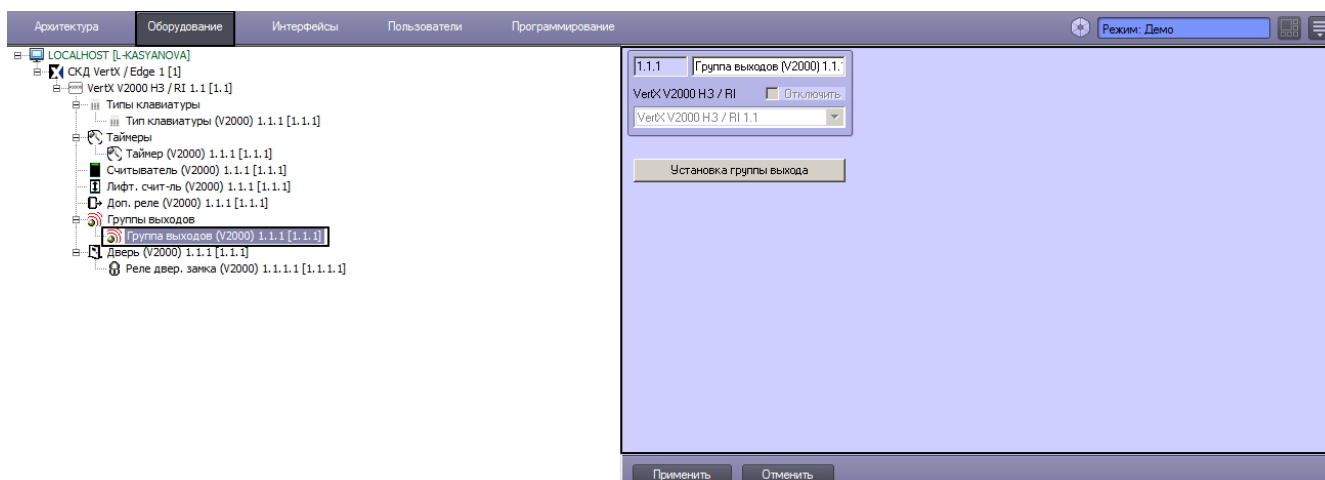 Архитектура Оборудование Интерфейсы Пользователи Программирование Режим: Демо
LOCALHOST [L-KASYANOVA]
СКД VertX / Edge 1 [1]
VertX V2000 H3 / RI 1.1 [1.1]
Типы клавиатуры
Тип клавиатуры (V2000) 1.1.1 [1.1.1]
Таймеры
Таймер (V2000) 1.1.1 [1.1.1]
Считыватель (V2000) 1.1.1 [1.1.1]
Лифт. счит-ль (V2000) 1.1.1 [1.1.1]
Доп. реле (V2000) 1.1.1 [1.1.1]
Группы выходов
Группа выходов (V2000) 1.1.1 [1.1.1]
Дверь (V2000) 1.1.1 [1.1.1]
Реле двер. замка (V2000) 1.1.1.1 [1.1.1.1]
1.1.1 Группа выходов (V2000) 1.1.
VertX V2000 H3 / RI Отключить
VertX V2000 H3 / RI 1.1
Установка группы выхода
Применить Отменить